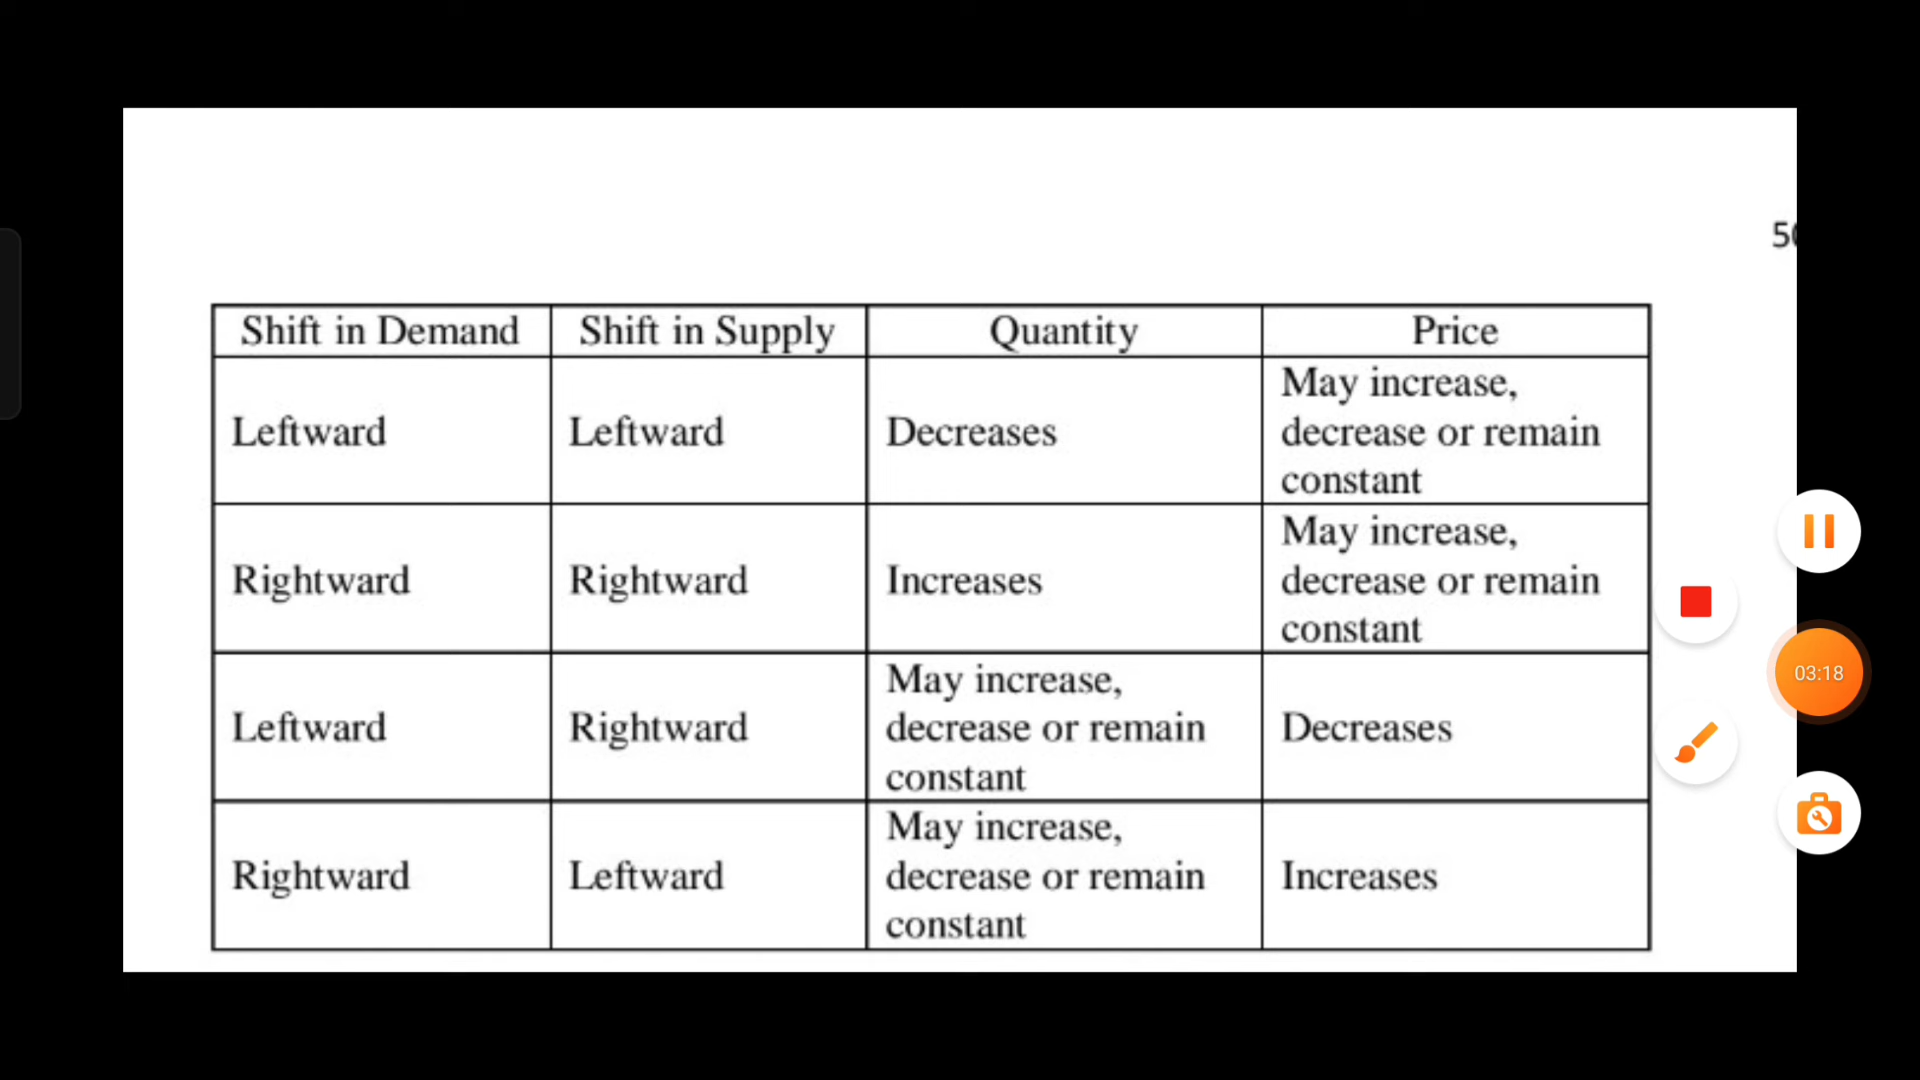 50
Shift in Demand Shift in Supply Quantity Price
Leftward Leftward Decreases May increase,
decrease or remain
constant
Rightward Rightward Increases May increase,
decrease or remain
constant
Leftward Rightward May increase,
decrease or remain
constant Decreases
Rightward Leftward May increase,
decrease or remain
constant Increases
03:18